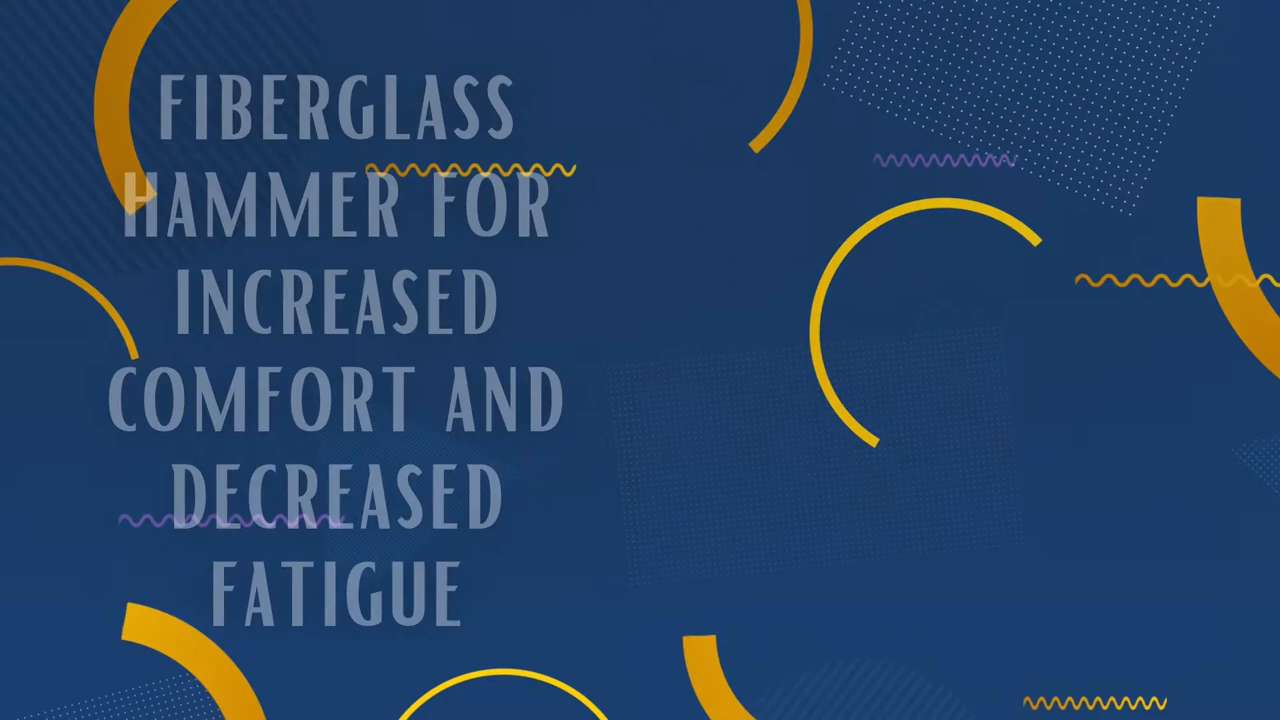 FIBERGLASS
HAMMER FOR
INCREASED
COMFORT AND
DECREASED
FATIGUE